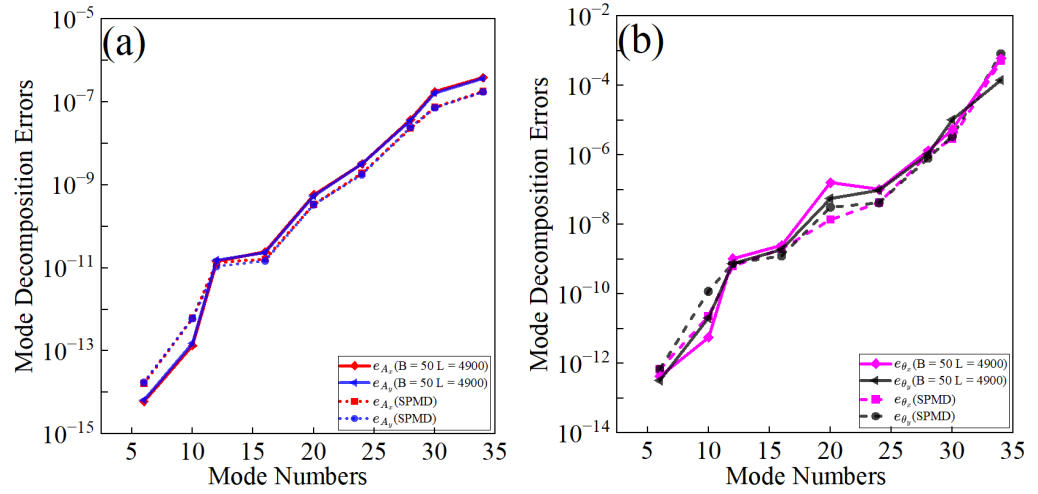 (a)
Mode Decomposition Errors
10⁻⁵
10⁻⁷
10⁻⁹
10⁻¹¹
10⁻¹³
10⁻¹⁵
5 10 15 20 25 30 35
Mode Numbers
e_{A_x}(B = 50 L = 4900)
e_{A_y}(B = 50 L = 4900)
e_{A_x}(SPMD)
e_{A_y}(SPMD)
(b)
Mode Decomposition Errors
10⁻²
10⁻⁴
10⁻⁶
10⁻⁸
10⁻¹⁰
10⁻¹²
10⁻¹⁴
5 10 15 20 25 30 35
Mode Numbers
e_{θ_x}(B = 50 L = 4900)
e_{θ_y}(B = 50 L = 4900)
e_{θ_x}(SPMD)
e_{θ_y}(SPMD)